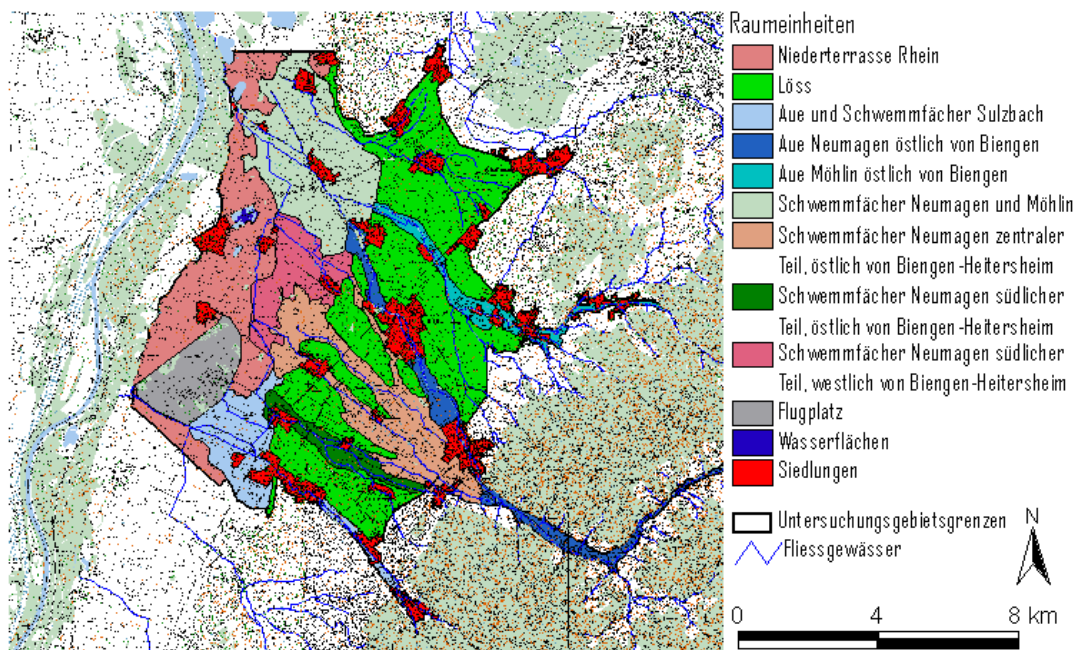 Raumeinheiten
Niederterrasse Rhein
Löss
Aue und Schwemmfächer Sulzbach
Aue Neumagen östlich von Biengen
Aue Möhlin östlich von Biengen
Schwemmfächer Neumagen und Möhlin
Schwemmfächer Neumagen zentraler
Teil, östlich von Biengen-Heitersheim
Schwemmfächer Neumagen südlicher
Teil, östlich von Biengen-Heitersheim
Schwemmfächer Neumagen südlicher
Teil, westlich von Biengen-Heitersheim
Flugplatz
Wasserflächen
Siedlungen
Untersuchungsgebietsgrenzen
N
Fliessgewässer
0 4 8 km